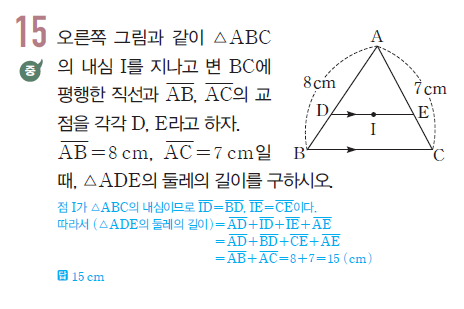 15 오른쪽 그림과 같이 △ABC
중 의 내심 I를 지나고 변 BC에
평행한 직선과 AB, AC의 교
점을 각각 D, E라고 하자.
AB=8 cm, AC=7 cm일
때, △ADE의 둘레의 길이를 구하시오.
A
8cm
7cm
D
E
I
B
C
점 I가 △ABC의 내심이므로 ID=BD, IE=CE이다.
따라서 (△ADE의 둘레의 길이)=AD+ID+IE+AE
=AD+BD+CE+AE
=AB+AC=8+7=15 (cm)
답 15 cm